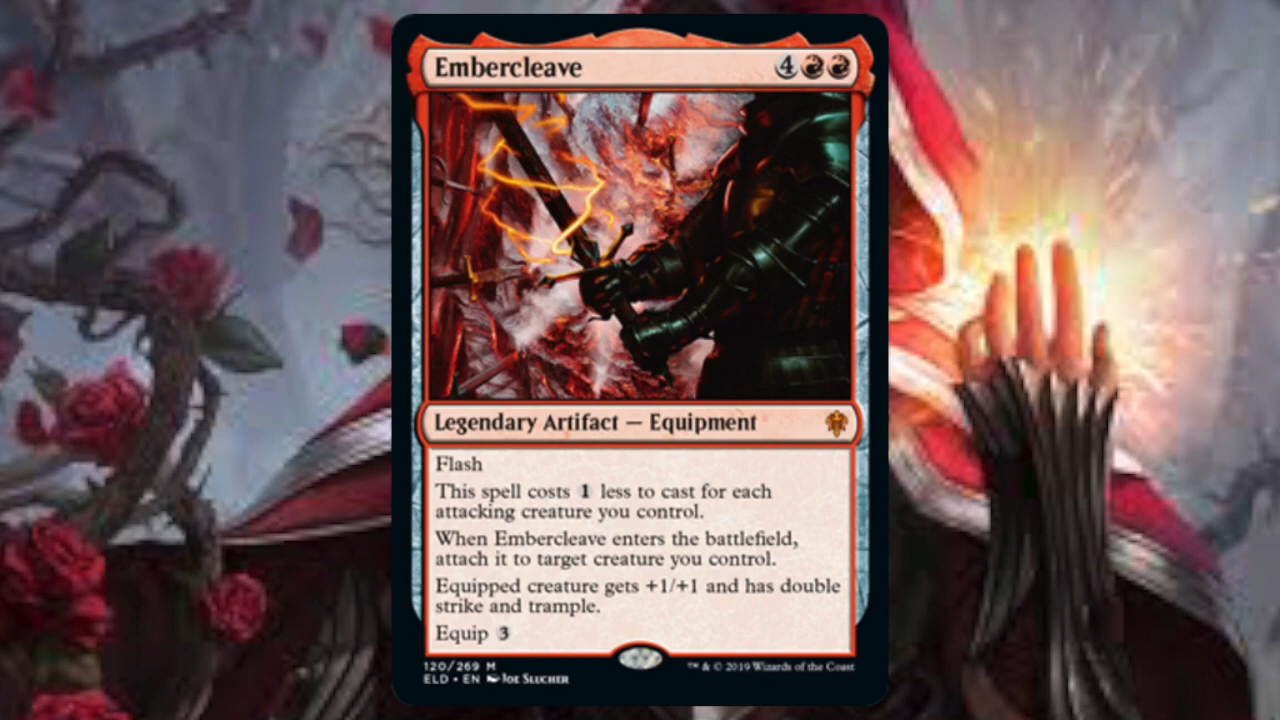 Embercleave 4
Legendary Artifact — Equipment
Flash
This spell costs 1 less to cast for each
attacking creature you control.
When Embercleave enters the battlefield,
attach it to target creature you control.
Equipped creature gets +1/+1 and has double
strike and trample.
Equip 3
120/269 M
™ & © 2019 Wizards of the Coast
ELD • EN Joe Slucher